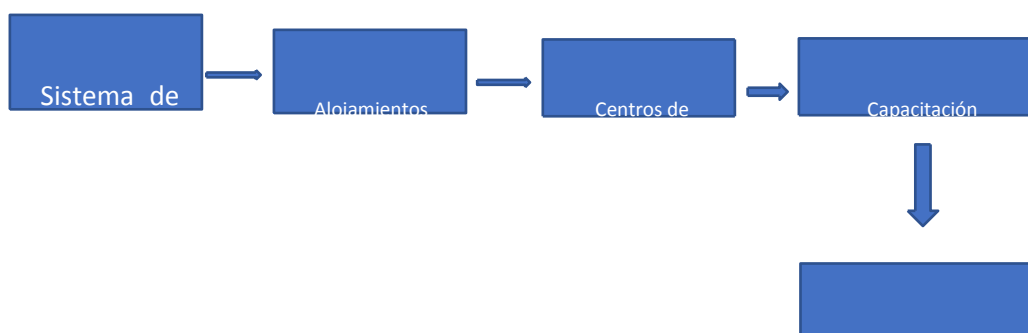 Sistema de
Alojamientos
Centros de
Capacitación